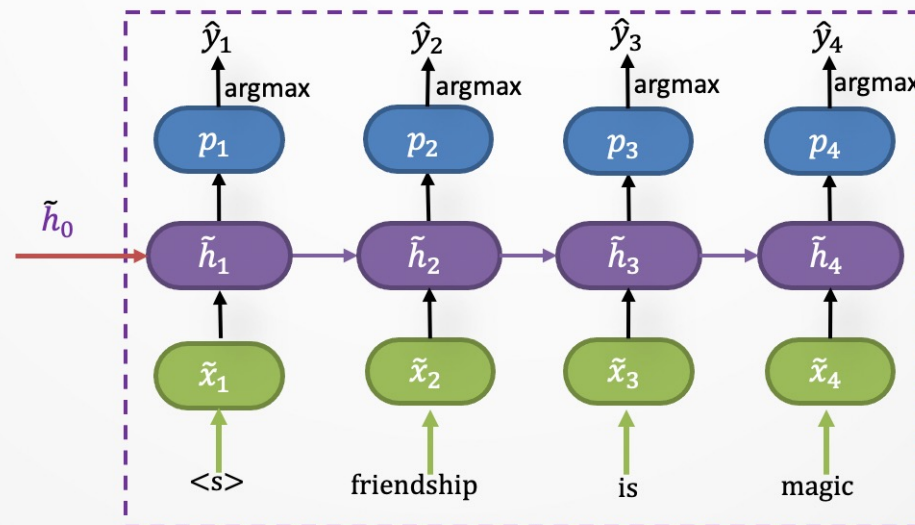 ŷ₁ ŷ₂ ŷ₃ ŷ₄
argmax argmax argmax argmax
p₁ p₂ p₃ p₄
h̃₀
h̃₁ h̃₂ h̃₃ h̃₄
x̃₁ x̃₂ x̃₃ x̃₄
<s> friendship is magic